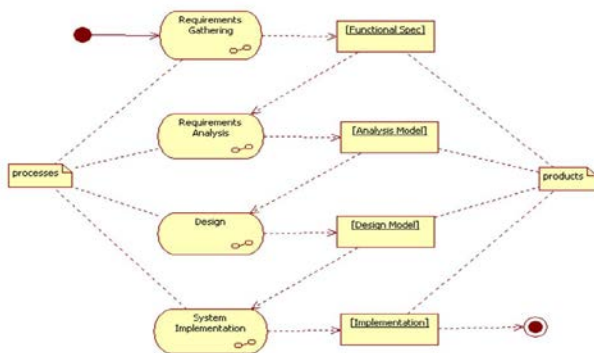 Requirements
Gathering
[Functional Spec]
Requirements
Analysis
[Analysis Model]
processes
products
Design
[Design Model]
System
Implementation
[Implementation]